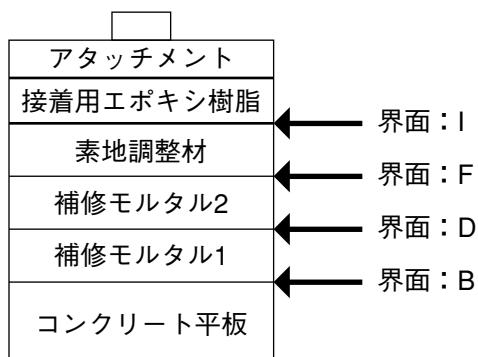 アタッチメント
接着用エポキシ樹脂
界面：I
素地調整材
界面：F
補修モルタル2
界面：D
補修モルタル1
界面：B
コンクリート平板